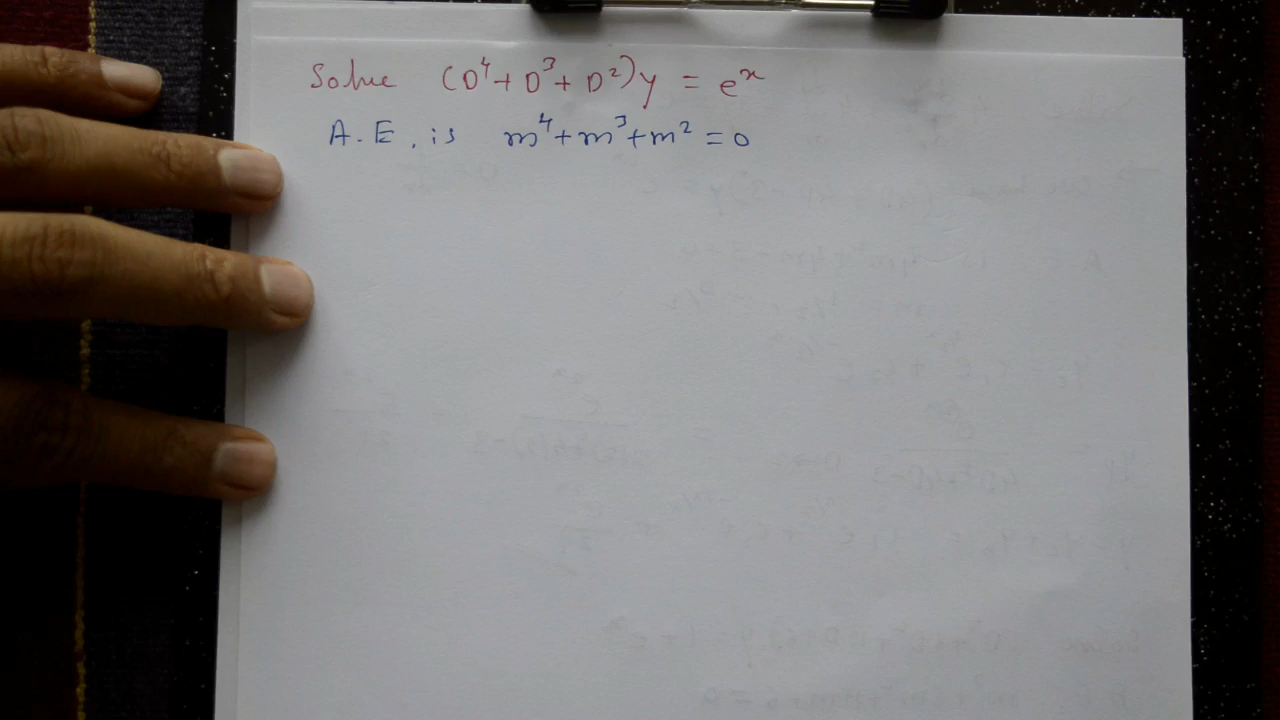 Solve (D⁴+D³+D²)y = eˣ
A.E. is m⁴+m³+m² = 0